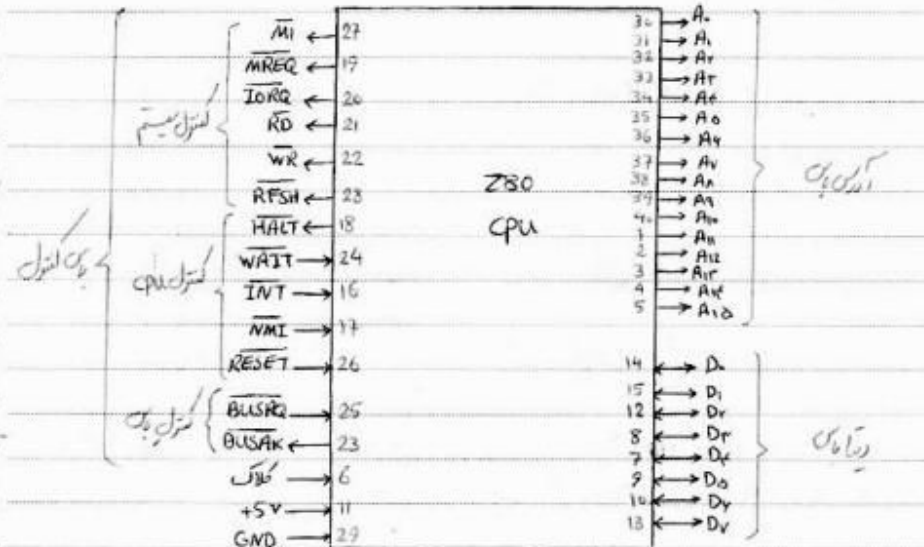 M1 27 30 A۰
MREQ 19 31 A۱
IORQ 20 32 A۲
RD 21 33 A۳
WR 22 34 A۴
RFSH 28 35 A۵
HALT 18 36 A۶
WAIT 24 37 A۷
INT 16 38 A۸
NMI 17 39 A۹
RESET 26 40 A۱۰
BUSRQ 25 1 A۱۱
BUSAK 23 2 A۱۲
کلاک 6 3 A۱۳
+5V 11 4 A۱۴
GND 29 5 A۱۵
Z80
CPU
14 D۰
15 D۱
12 D۲
8 D۳
7 D۴
9 D۵
10 D۶
13 D۷
کنترل سیستم
کنترل cpu
کنترل باس
باس کنترل
آدرس باس
دیتا باس